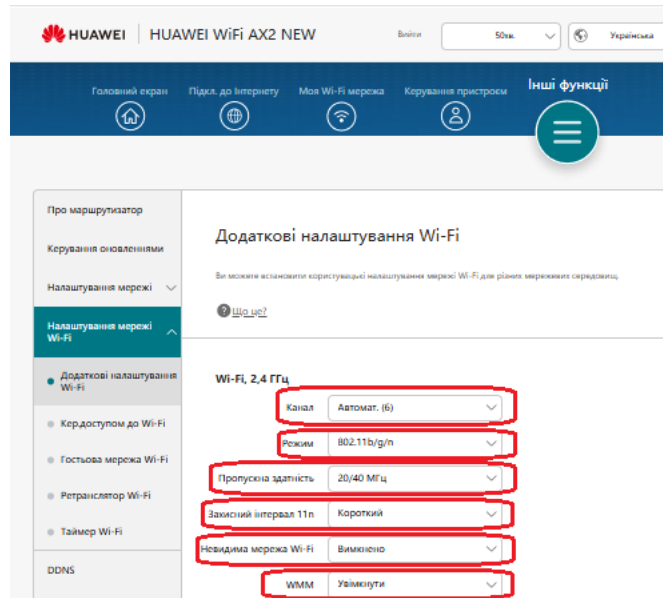 HUAWEI HUAWEI WiFi AX2 NEW Вийти 50хв. Українська
Головний екран Підкл. до Інтернету Моя Wi-Fi мережа Керування пристроєм Інші функції
Про маршрутизатор
Керування оновленнями
Налаштування мережі
Налаштування мережі
Wi-Fi
Додаткові налаштування
Wi-Fi
Кер.доступом до Wi-Fi
Гостьова мережа Wi-Fi
Ретранслятор Wi-Fi
Таймер Wi-Fi
DDNS
Додаткові налаштування Wi-Fi
Ви можете встановити користувацькі налаштування мережі Wi-Fi для різних мережевих середовищ.
Що це?
Wi-Fi, 2,4 ГГц
Канал Автомат. (6)
Режим 802.11b/g/n
Пропускна здатність 20/40 МГц
Захисний інтервал 11n Короткий
Невидима мережа Wi-Fi Вимкнено
WMM Увімкнути